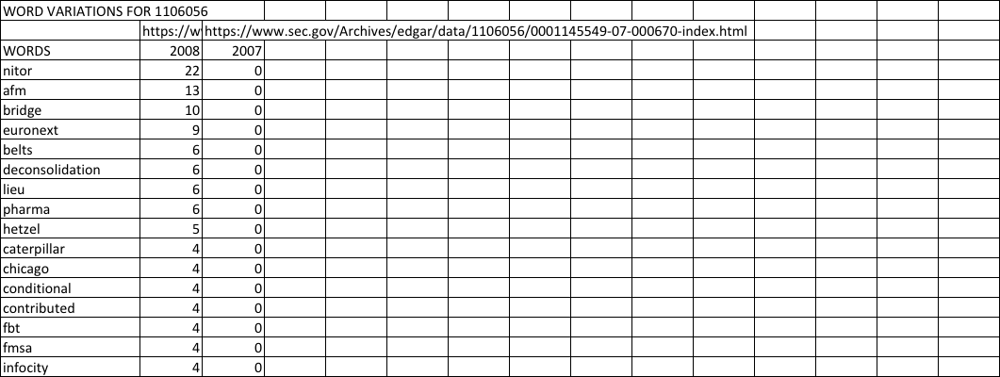 WORD VARIATIONS FOR 1106056
https://w https://www.sec.gov/Archives/edgar/data/1106056/0001145549-07-000670-index.html
WORDS 2008 2007
nitor 22 0
afm 13 0
bridge 10 0
euronext 9 0
belts 6 0
deconsolidation 6 0
lieu 6 0
pharma 6 0
hetzel 5 0
caterpillar 4 0
chicago 4 0
conditional 4 0
contributed 4 0
fbt 4 0
fmsa 4 0
infocity 4 0